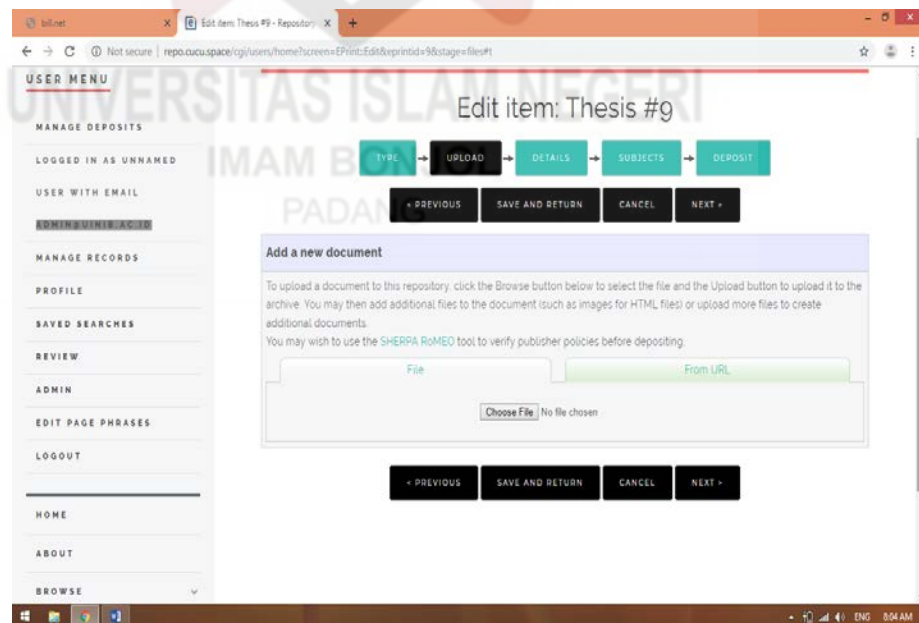 bill.net
Edit item: Thesis #9 - Repository
Not secure | repo.cucu.space/cgi/users/home?screen=EPrint::Edit&eprintid=9&stage=files#t
UNIVERSITAS ISLAM NEGERI
IMAM BONJOL
PADANG
USER MENU
MANAGE DEPOSITS
LOGGED IN AS UNNAMED
USER WITH EMAIL
ADMIN@UINIB.AC.ID
MANAGE RECORDS
PROFILE
SAVED SEARCHES
REVIEW
ADMIN
EDIT PAGE PHRASES
LOGOUT
HOME
ABOUT
BROWSE
Edit item: Thesis #9
TYPE → UPLOAD → DETAILS → SUBJECTS → DEPOSIT
< PREVIOUS SAVE AND RETURN CANCEL NEXT >
Add a new document
To upload a document to this repository, click the Browse button below to select the file and the Upload button to upload it to the
archive. You may then add additional files to the document (such as images for HTML files) or upload more files to create
additional documents.
You may wish to use the SHERPA RoMEO tool to verify publisher policies before depositing.
File From URL
Choose File No file chosen
< PREVIOUS SAVE AND RETURN CANCEL NEXT >
ENG 8:04 AM